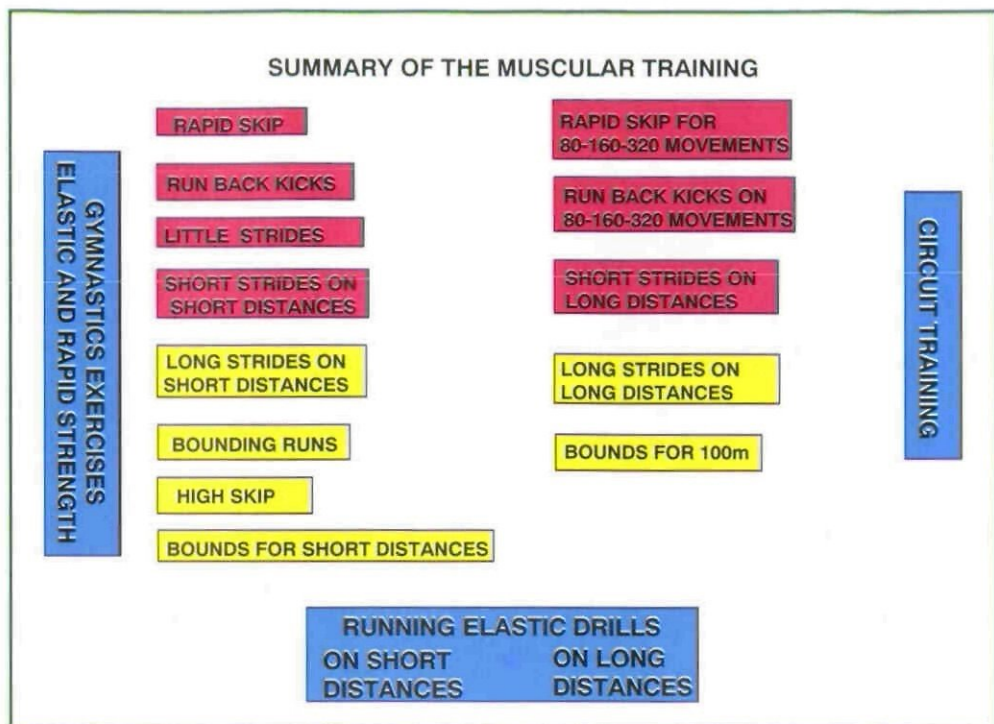 SUMMARY OF THE MUSCULAR TRAINING
GYMNASTICS EXERCISES
ELASTIC AND RAPID STRENGTH
RAPID SKIP
RUN BACK KICKS
LITTLE STRIDES
SHORT STRIDES ON
SHORT DISTANCES
LONG STRIDES ON
SHORT DISTANCES
BOUNDING RUNS
HIGH SKIP
BOUNDS FOR SHORT DISTANCES
RAPID SKIP FOR
80-160-320 MOVEMENTS
RUN BACK KICKS ON
80-160-320 MOVEMENTS
SHORT STRIDES ON
LONG DISTANCES
LONG STRIDES ON
LONG DISTANCES
BOUNDS FOR 100m
CIRCUIT TRAINING
RUNNING ELASTIC DRILLS
ON SHORT
DISTANCES
ON LONG
DISTANCES